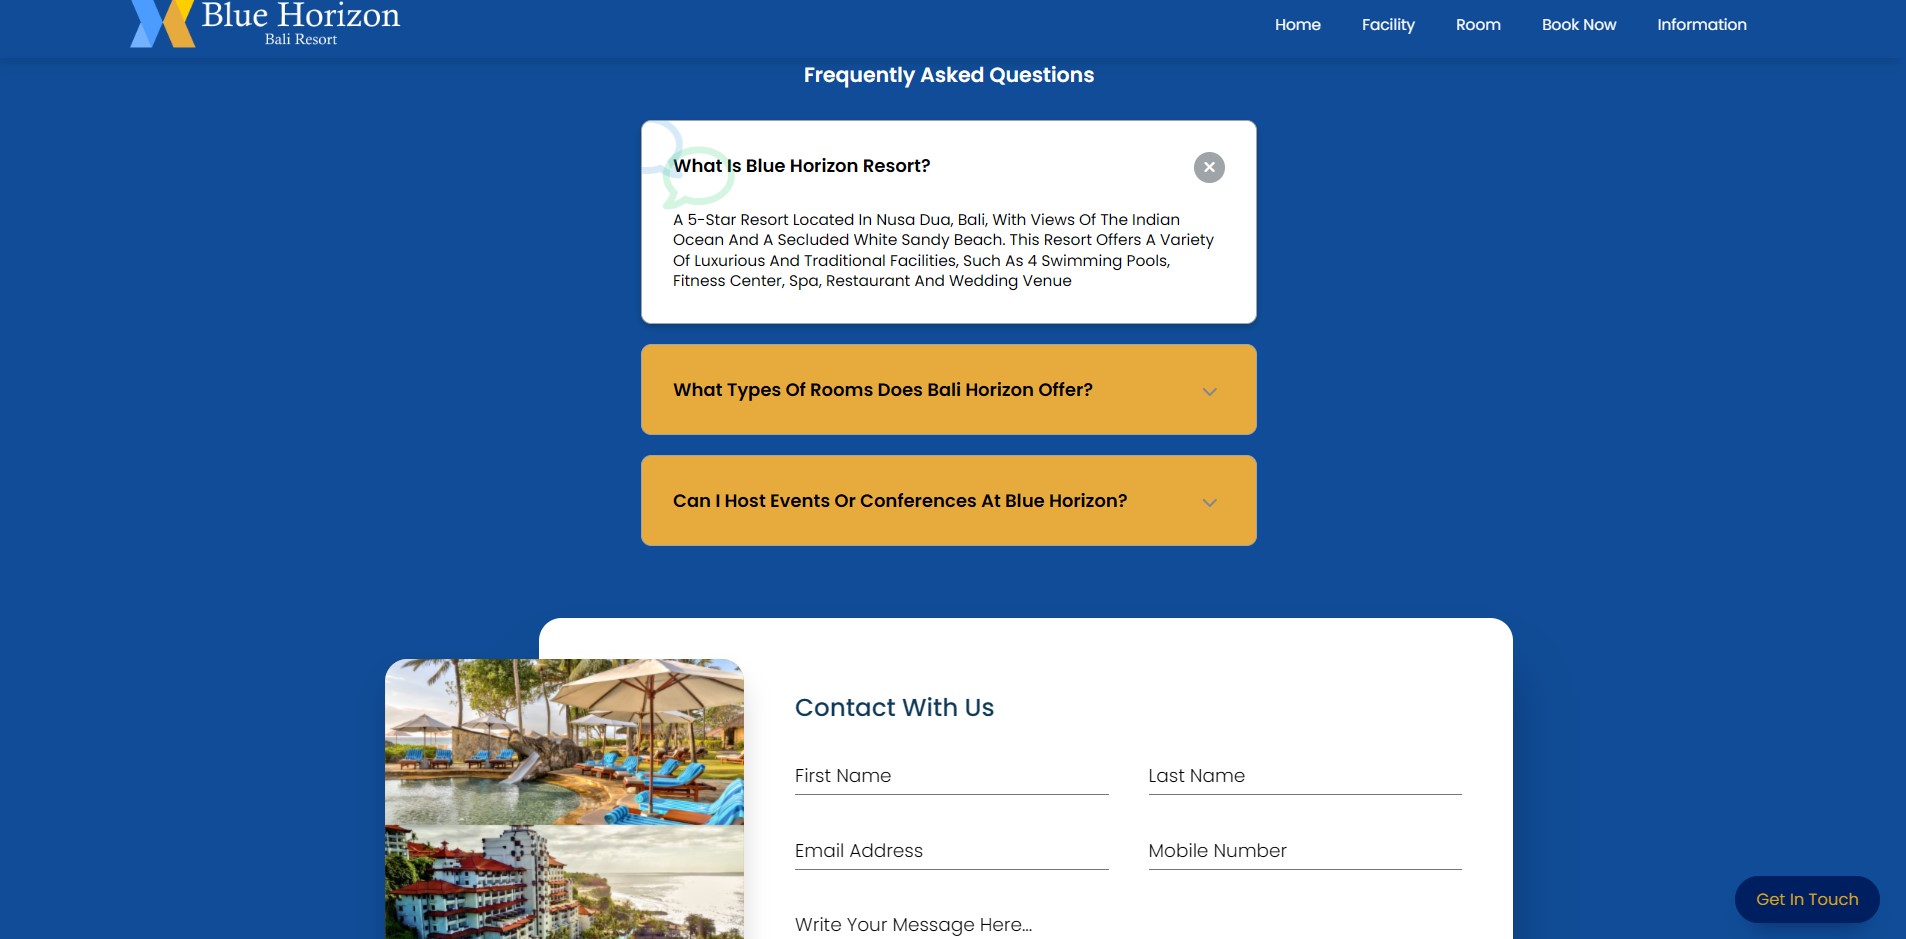 Blue Horizon
Bali Resort
Home Facility Room Book Now Information
Frequently Asked Questions
What Is Blue Horizon Resort?
A 5-Star Resort Located In Nusa Dua, Bali, With Views Of The Indian
Ocean And A Secluded White Sandy Beach. This Resort Offers A Variety
Of Luxurious And Traditional Facilities, Such As 4 Swimming Pools,
Fitness Center, Spa, Restaurant And Wedding Venue
What Types Of Rooms Does Bali Horizon Offer?
Can I Host Events Or Conferences At Blue Horizon?
Contact With Us
First Name Last Name
Email Address Mobile Number
Write Your Message Here...
Get In Touch